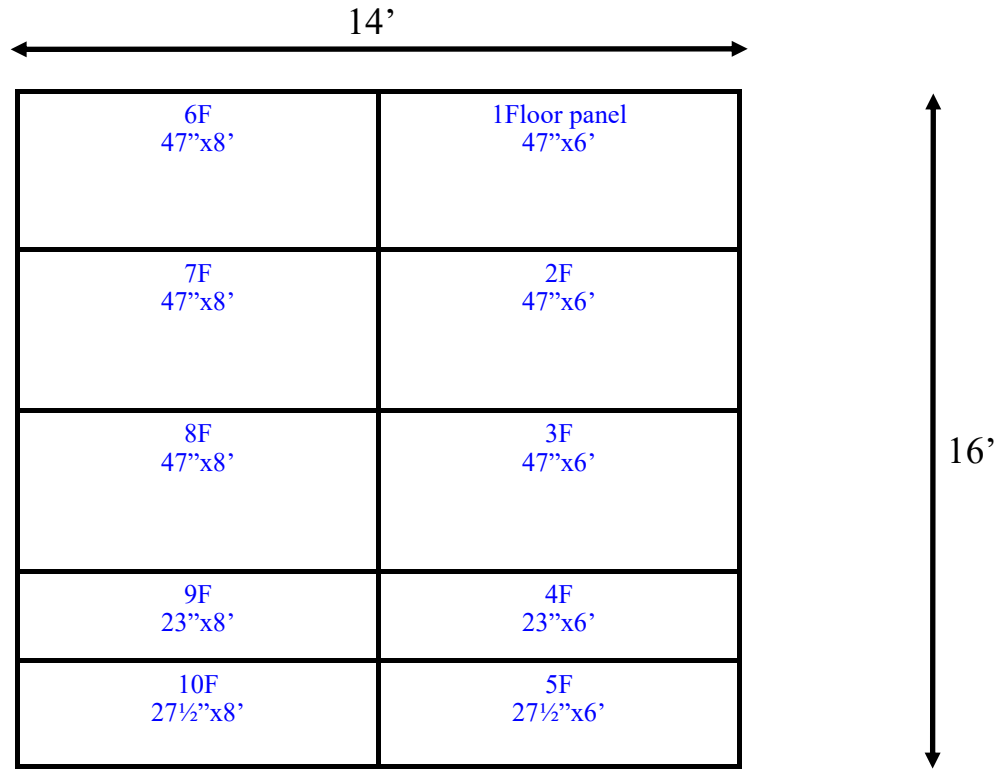 14’
6F
47”x8’
1Floor panel
47”x6’
7F
47”x8’
2F
47”x6’
8F
47”x8’
3F
47”x6’
16’
9F
23”x8’
4F
23”x6’
10F
27½”x8’
5F
27½”x6’